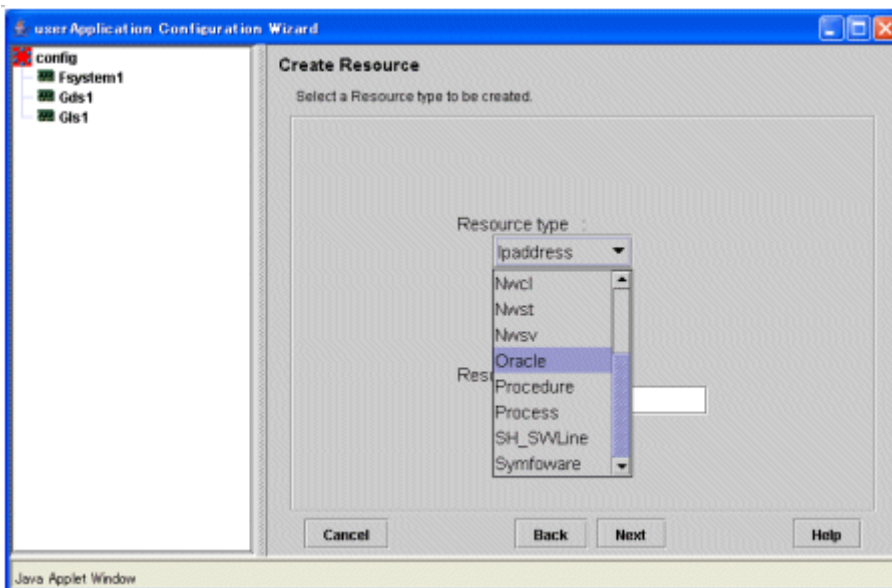 userApplication Configuration Wizard
config
Fsystem1
Gds1
Gls1
Create Resource
Select a Resource type to be created.
Resource type :
Ipaddress
Nwcl
Nwst
Nwsv
Oracle
Procedure
Process
SH_SWLine
Symfoware
Cancel
Back
Next
Help
Java Applet Window